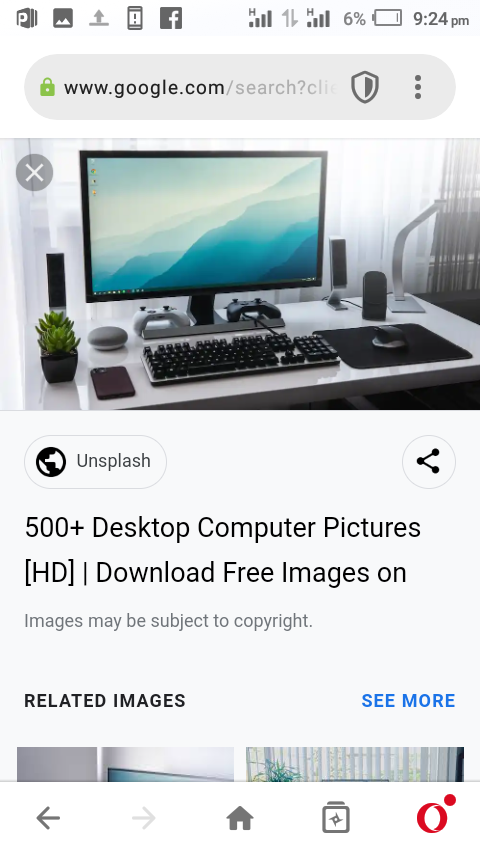 H H 6% 9:24 pm
www.google.com/search?clie
Unsplash
500+ Desktop Computer Pictures
[HD] | Download Free Images on
Images may be subject to copyright.
RELATED IMAGES SEE MORE